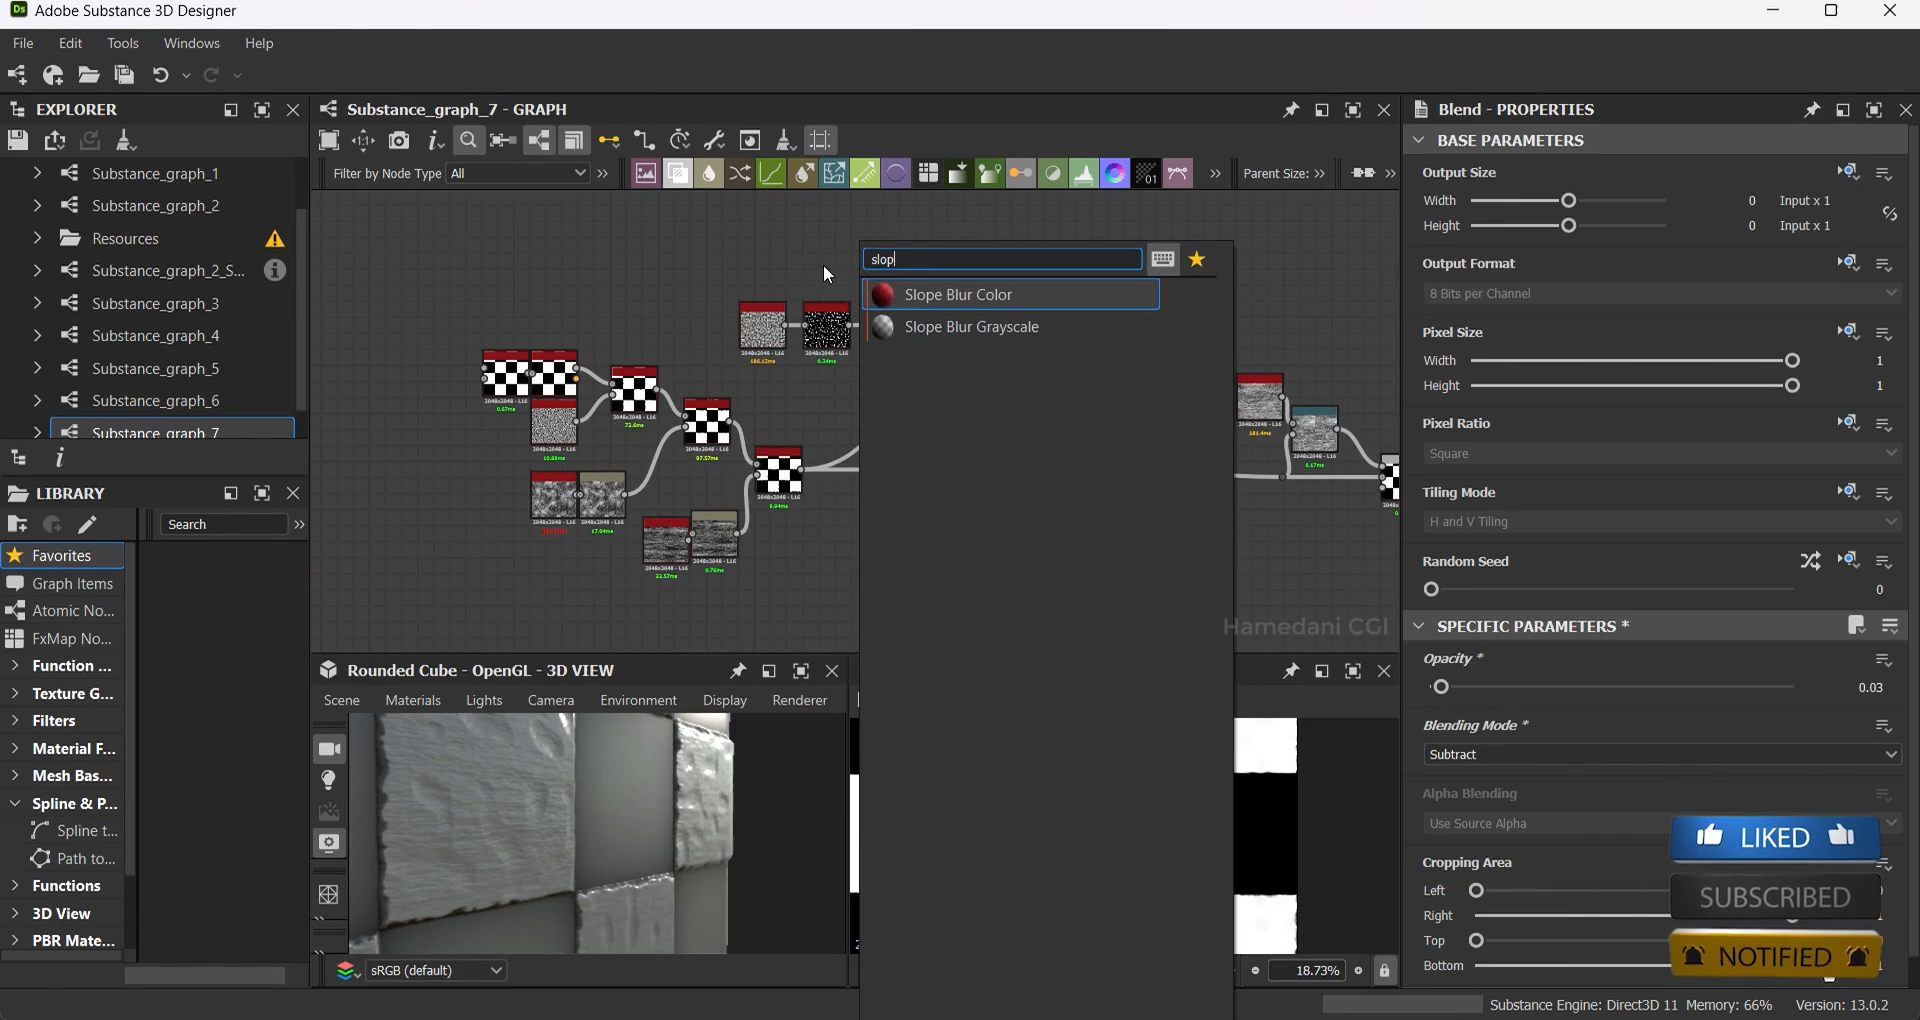 Adobe Substance 3D Designer
File Edit Tools Windows Help
EXPLORER
Substance_graph_1
Substance_graph_2
Resources
Substance_graph_2_S...
Substance_graph_3
Substance_graph_4
Substance_graph_5
Substance_graph_6
Substance_graph_7
LIBRARY
Search
Favorites
Graph Items
Atomic No...
FxMap No...
Function ...
Texture G...
Filters
Material F...
Mesh Bas...
Spline & P...
Spline t...
Path to...
Functions
3D View
PBR Mate...
Substance_graph_7 - GRAPH
Filter by Node Type All
01
Parent Size:
slop
Slope Blur Color
Slope Blur Grayscale
Hamedani CGI
Rounded Cube - OpenGL - 3D VIEW
Scene Materials Lights Camera Environment Display Renderer
sRGB (default)
18.73%
Blend - PROPERTIES
BASE PARAMETERS
Output Size
Width 0 Input x 1
Height 0 Input x 1
Output Format
8 Bits per Channel
Pixel Size
Width 1
Height 1
Pixel Ratio
Square
Tiling Mode
H and V Tiling
Random Seed
0
SPECIFIC PARAMETERS *
Opacity *
0.03
Blending Mode *
Subtract
Alpha Blending
Use Source Alpha
Cropping Area
Left
Right
Top
Bottom
LIKED
SUBSCRIBED
NOTIFIED
Substance Engine: Direct3D 11 Memory: 66% Version: 13.0.2